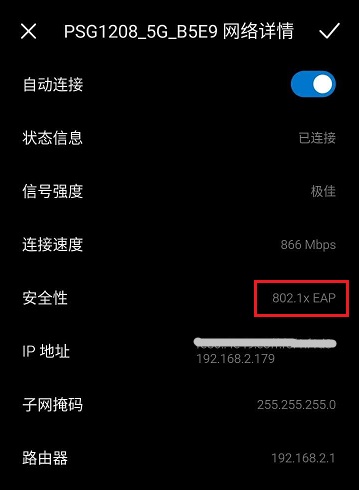 PSG1208_5G_B5E9 网络详情
自动连接
状态信息 已连接
信号强度 极佳
连接速度 866 Mbps
安全性 802.1x EAP
IP 地址
192.168.2.179
子网掩码 255.255.255.0
路由器 192.168.2.1